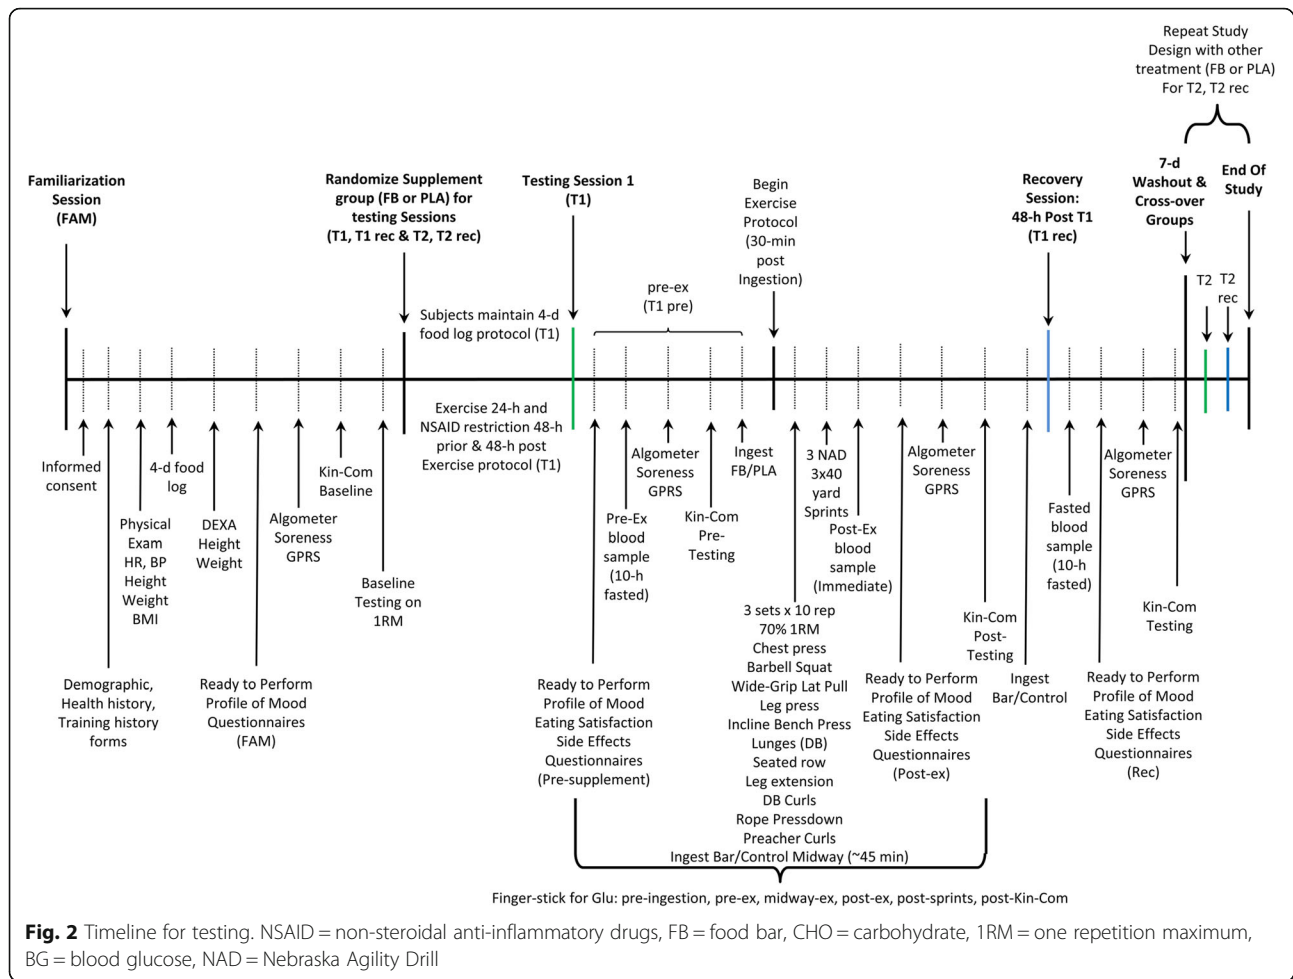 Repeat Study
Design with other
treatment (FB or PLA)
For T2, T2 rec
Familiarization
Session
(FAM)
Randomize Supplement
group (FB or PLA) for
testing Sessions
(T1, T1 rec & T2, T2 rec)
Testing Session 1
(T1)
Begin
Exercise
Protocol
(30-min
post
Ingestion)
Recovery
Session:
48-h Post T1
(T1 rec)
7-d
Washout &
Cross-over
Groups
End Of
Study
Subjects maintain 4-d
food log protocol (T1)
pre-ex
(T1 pre)
T2
T2
rec
Exercise 24-h and
NSAID restriction 48-h
prior & 48-h post
Exercise protocol (T1)
Informed
consent
Demographic,
Health history,
Training history
forms
Physical
Exam
HR, BP
Height
Weight
BMI
4-d food
log
DEXA
Height
Weight
Ready to Perform
Profile of Mood
Questionnaires
(FAM)
Algometer
Soreness
GPRS
Kin-Com
Baseline
Baseline
Testing on
1RM
Ready to Perform
Profile of Mood
Eating Satisfaction
Side Effects
Questionnaires
(Pre-supplement)
Pre-Ex
blood
sample
(10-h
fasted)
Algometer
Soreness
GPRS
Kin-Com
Pre-
Testing
Ingest
FB/PLA
3 sets x 10 rep
70% 1RM
Chest press
Barbell Squat
Wide-Grip Lat Pull
Leg press
Incline Bench Press
Lunges (DB)
Seated row
Leg extension
DB Curls
Rope Pressdown
Preacher Curls
Ingest Bar/Control Midway (~45 min)
3 NAD
3x40
yard
Sprints
Post-Ex
blood
sample
(Immediate)
Ready to Perform
Profile of Mood
Eating Satisfaction
Side Effects
Questionnaires
(Post-ex)
Algometer
Soreness
GPRS
Kin-Com
Post-
Testing
Ingest
Bar/Control
Fasted
blood
sample
(10-h
fasted)
Ready to Perform
Profile of Mood
Eating Satisfaction
Side Effects
Questionnaires
(Rec)
Algometer
Soreness
GPRS
Kin-Com
Testing
Finger-stick for Glu: pre-ingestion, pre-ex, midway-ex, post-ex, post-sprints, post-Kin-Com
Fig. 2 Timeline for testing. NSAID = non-steroidal anti-inflammatory drugs, FB = food bar, CHO = carbohydrate, 1RM = one repetition maximum,
BG = blood glucose, NAD = Nebraska Agility Drill